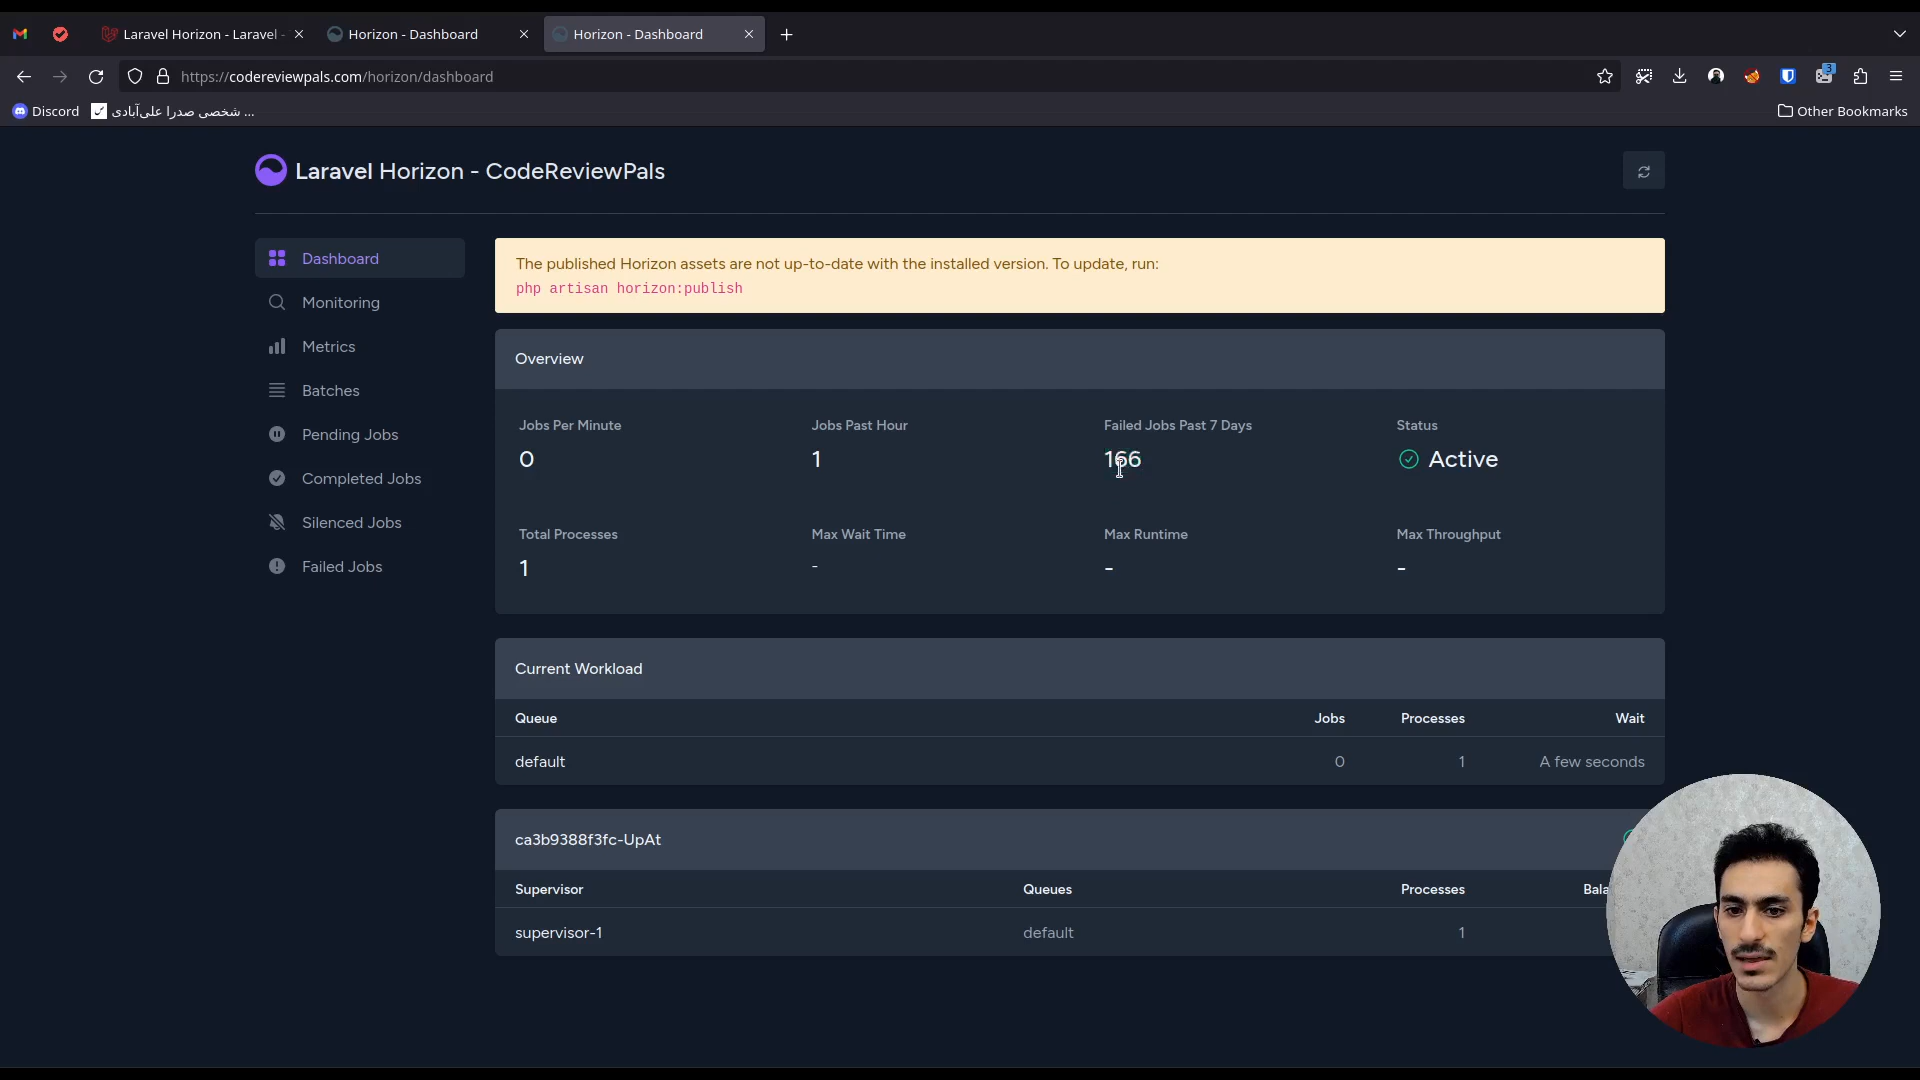 Laravel Horizon - Laravel -
Horizon - Dashboard
Horizon - Dashboard
https://codereviewpals.com/horizon/dashboard
3
Discord
شخصی صدرا علی‌آبادی ...
Other Bookmarks
Laravel Horizon - CodeReviewPals
Dashboard
Monitoring
Metrics
Batches
Pending Jobs
Completed Jobs
Silenced Jobs
Failed Jobs
The published Horizon assets are not up-to-date with the installed version. To update, run:
php artisan horizon:publish
Overview
Jobs Per Minute
Jobs Past Hour
Failed Jobs Past 7 Days
Status
0
1
166
Active
Total Processes
Max Wait Time
Max Runtime
Max Throughput
1
-
-
-
Current Workload
Queue
Jobs
Processes
Wait
default
0
1
A few seconds
ca3b9388f3fc-UpAt
Supervisor
Queues
Processes
Bala
supervisor-1
default
1